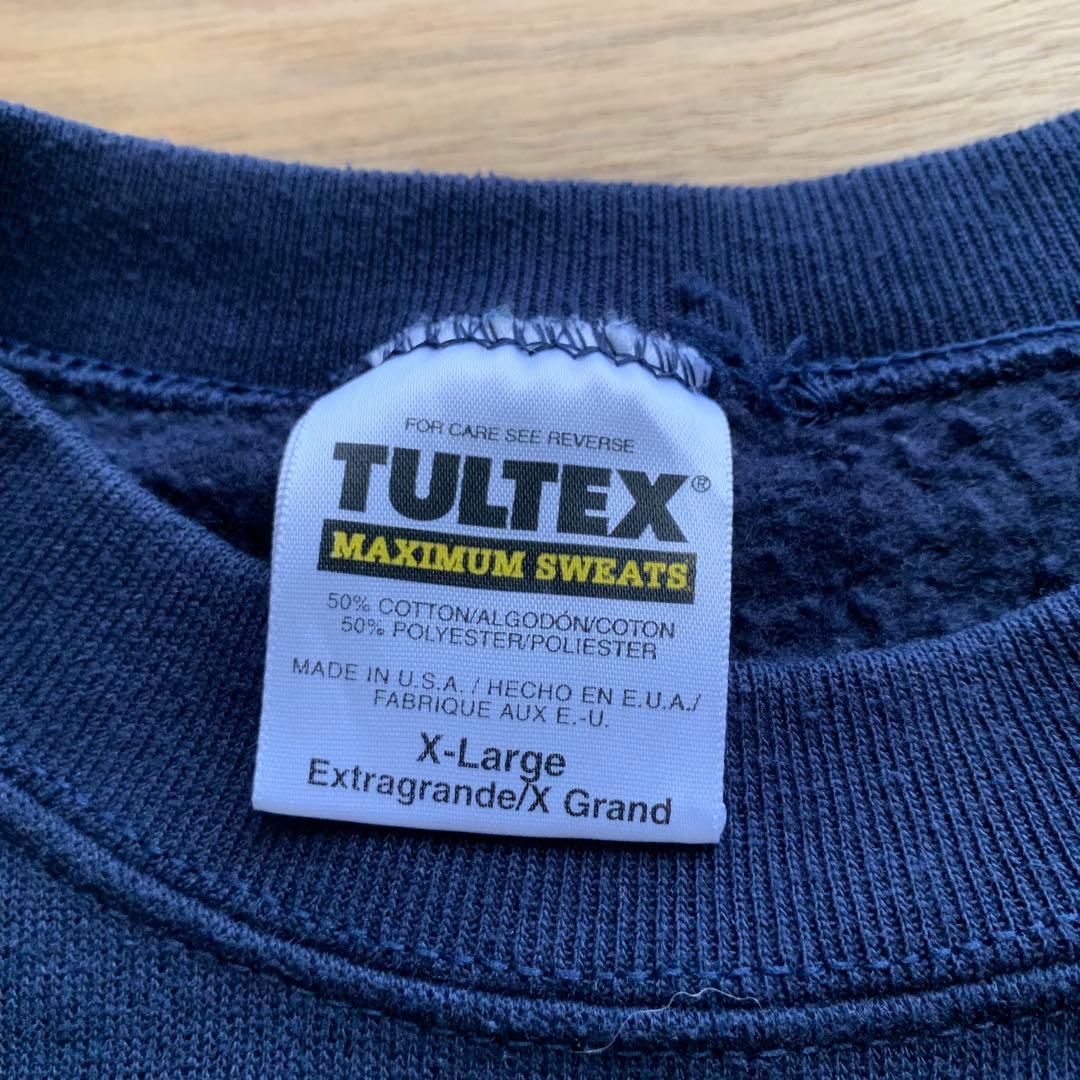 FOR CARE SEE REVERSE
TULTEX®
MAXIMUM SWEATS
50% COTTON/ALGODÓN/COTON
50% POLYESTER/POLIESTER
MADE IN U.S.A. / HECHO EN E.U.A./
FABRIQUE AUX E.-U.
X-Large
Extragrande/X Grand